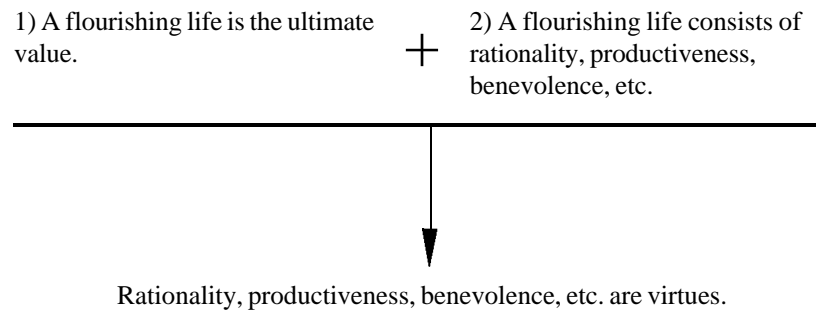 1) A flourishing life is the ultimate
value.
+
2) A flourishing life consists of
rationality, productiveness,
benevolence, etc.
Rationality, productiveness, benevolence, etc. are virtues.